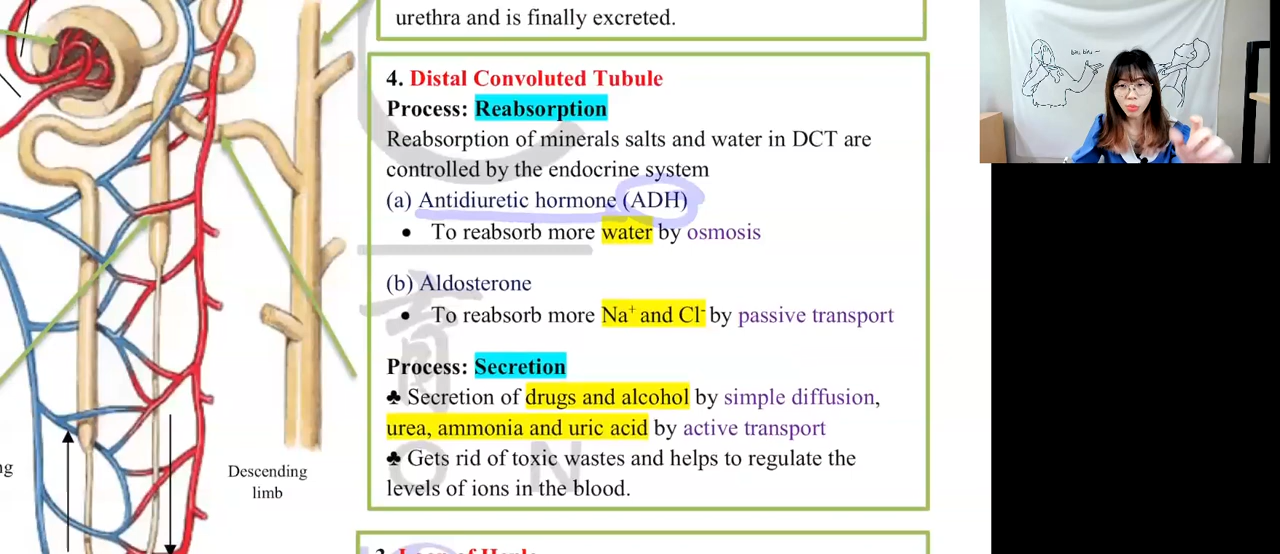 urethra and is finally excreted.
4. Distal Convoluted Tubule
Process: Reabsorption
Reabsorption of minerals salts and water in DCT are
controlled by the endocrine system
(a) Antidiuretic hormone (ADH)
• To reabsorb more water by osmosis
(b) Aldosterone
• To reabsorb more Na⁺ and Cl⁻ by passive transport
Process: Secretion
♣ Secretion of drugs and alcohol by simple diffusion,
urea, ammonia and uric acid by active transport
♣ Gets rid of toxic wastes and helps to regulate the
levels of ions in the blood.
Descending
limb
育
O N